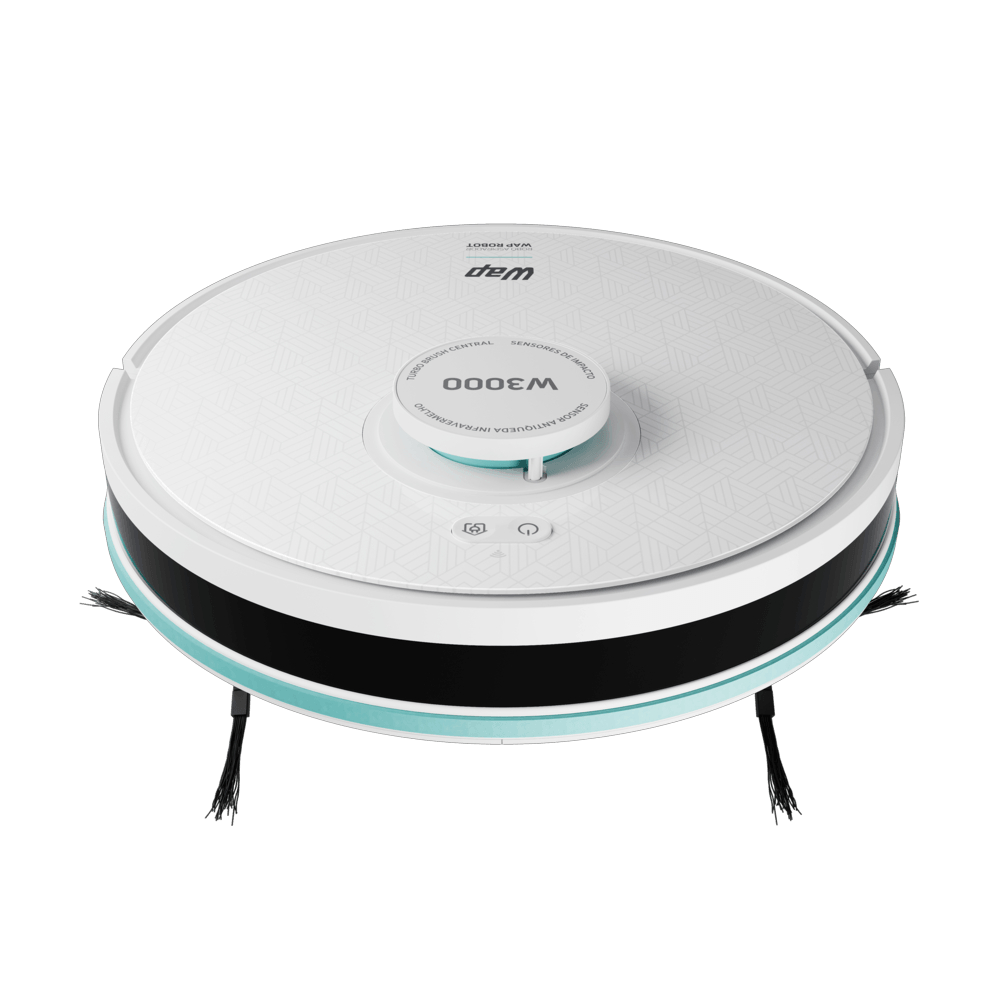 Wap
WAP ROBOT
W3000
TURBO BRUSH CENTRAL
SENSORES DE IMPACTO
SENSOR ANTIQUEDA INFRAVERMELHO